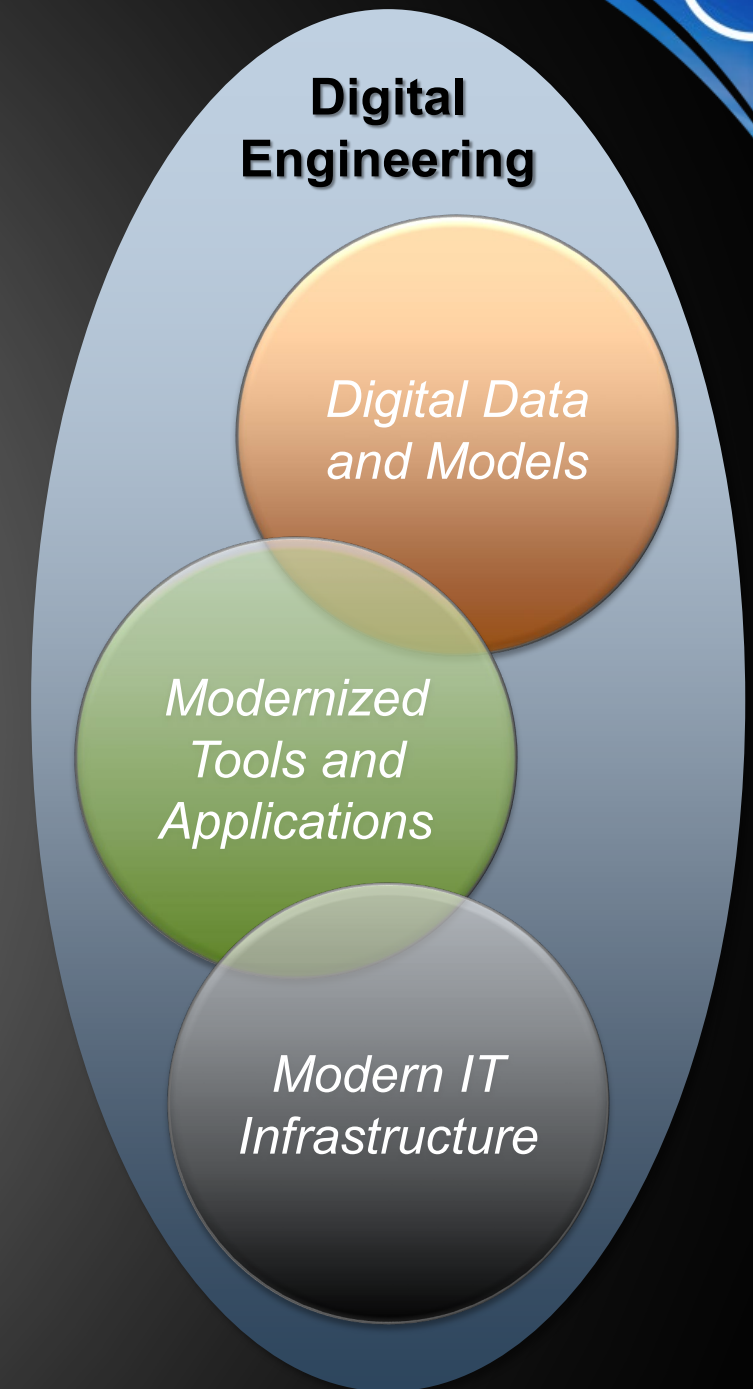 Digital
Engineering
Digital Data
and Models
Modernized
Tools and
Applications
Modern IT
Infrastructure